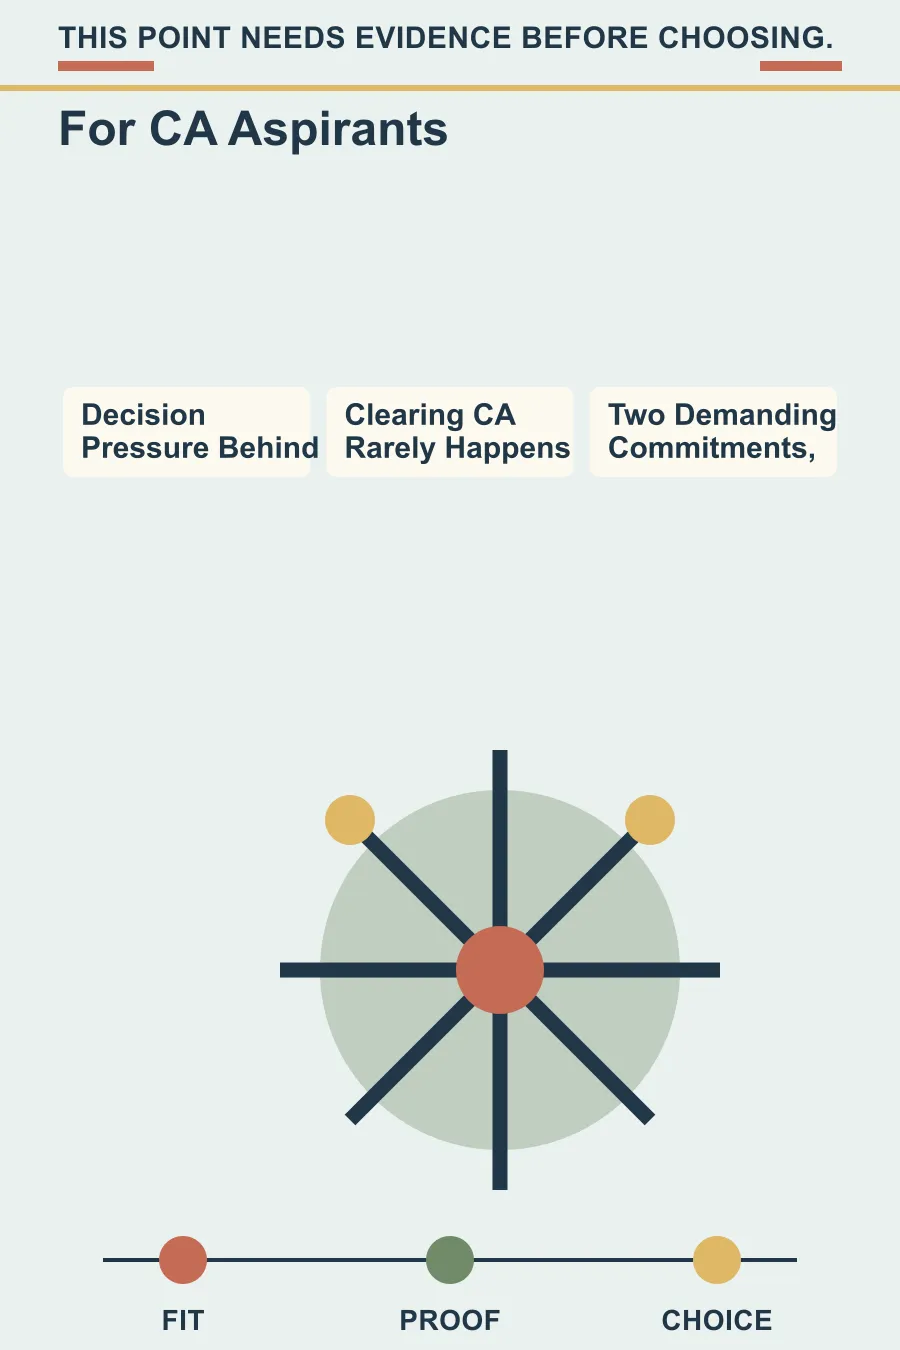 THIS POINT NEEDS EVIDENCE BEFORE CHOOSING.
For CA Aspirants
Decision
Pressure Behind
Clearing CA
Rarely Happens
Two Demanding
Commitments,
FIT
PROOF
CHOICE